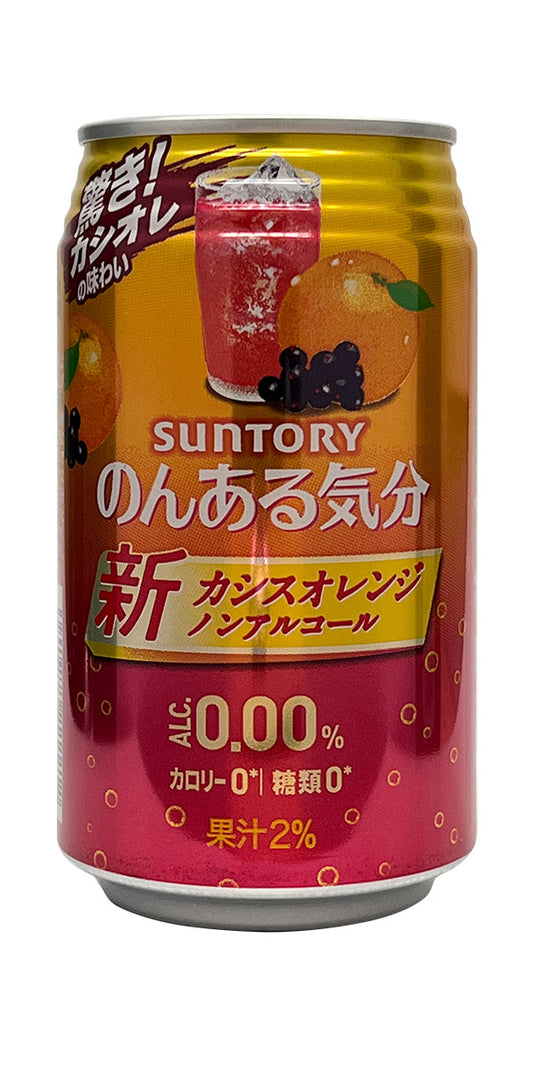 驚き!
カシオレ
の味わい
SUNTORY
のんある気分
新
カシスオレンジ
ノンアルコール
ALC.0.00%
カロリー0*|糖類0*
果汁2%